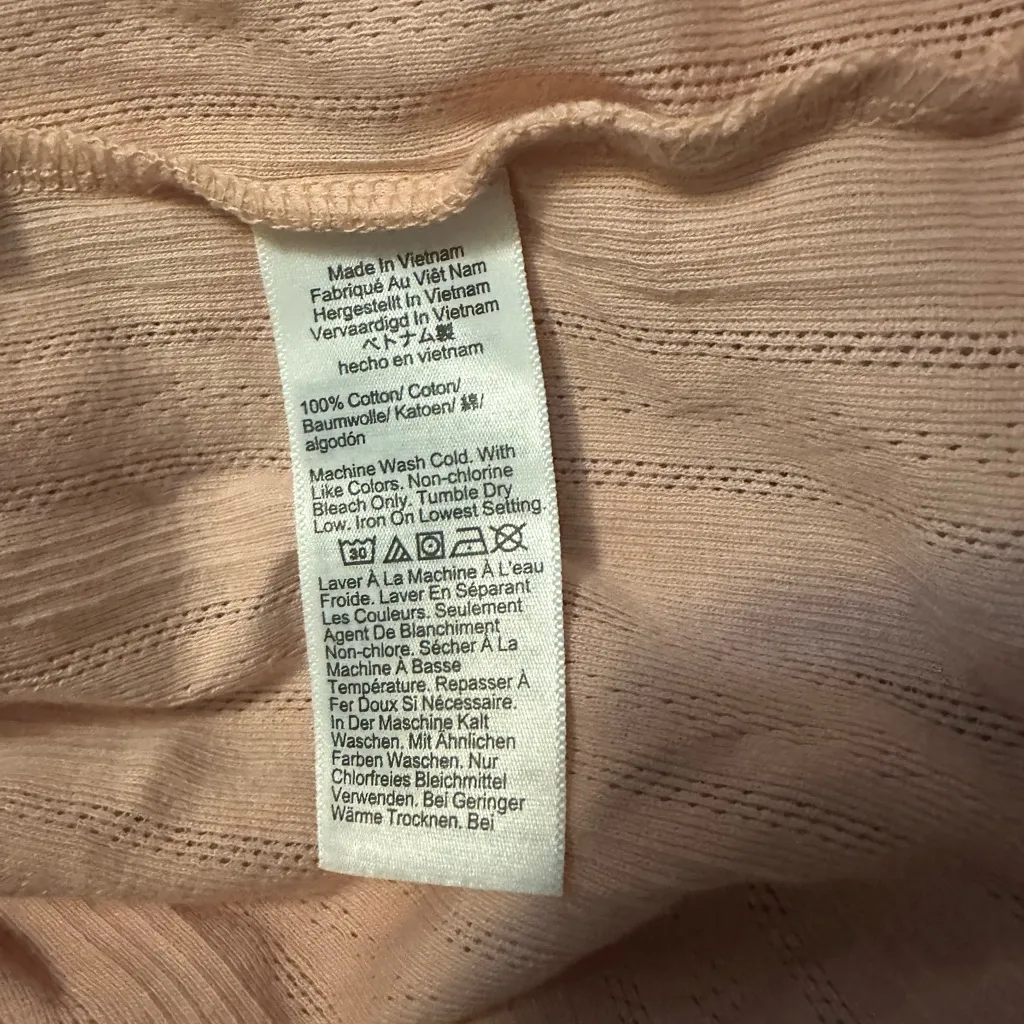 Made In Vietnam
Fabriqué Au Viêt Nam
Hergestellt In Vietnam
Vervaardigd In Vietnam
ベトナム製
hecho en vietnam
100% Cotton/ Coton/
Baumwolle/ Katoen/ 綿/
algodón
Machine Wash Cold. With
Like Colors. Non-chlorine
Bleach Only. Tumble Dry
Low. Iron On Lowest Setting.
30
Laver À La Machine À L'eau
Froide. Laver En Séparant
Les Couleurs. Seulement
Agent De Blanchiment
Non-chlore. Sécher À La
Machine À Basse
Température. Repasser À
Fer Doux Si Nécessaire.
In Der Maschine Kalt
Waschen. Mit Ähnlichen
Farben Waschen. Nur
Chlorfreies Bleichmittel
Verwenden. Bei Geringer
Wärme Trocknen. Bei